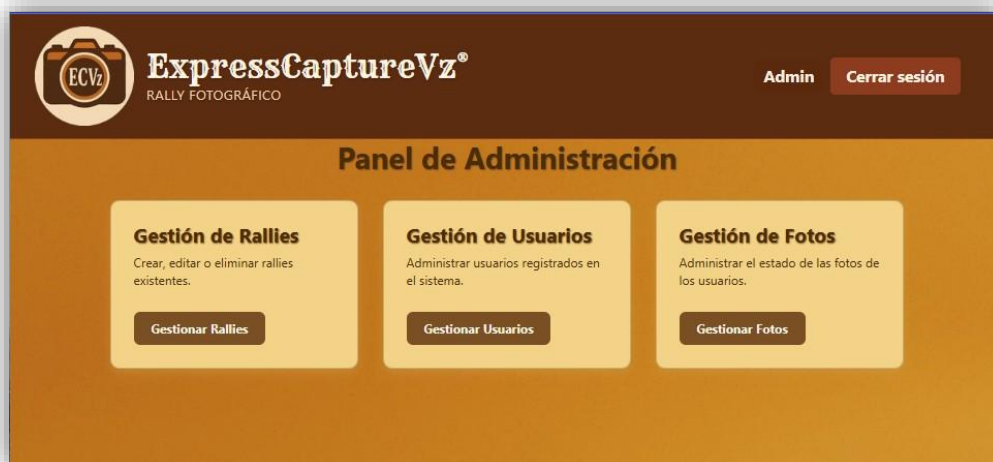 ECVz
ExpressCaptureVz®
RALLY FOTOGRÁFICO
Admin
Cerrar sesión
Panel de Administración
Gestión de Rallies
Crear, editar o eliminar rallies
existentes.
Gestionar Rallies
Gestión de Usuarios
Administrar usuarios registrados en
el sistema.
Gestionar Usuarios
Gestión de Fotos
Administrar el estado de las fotos de
los usuarios.
Gestionar Fotos